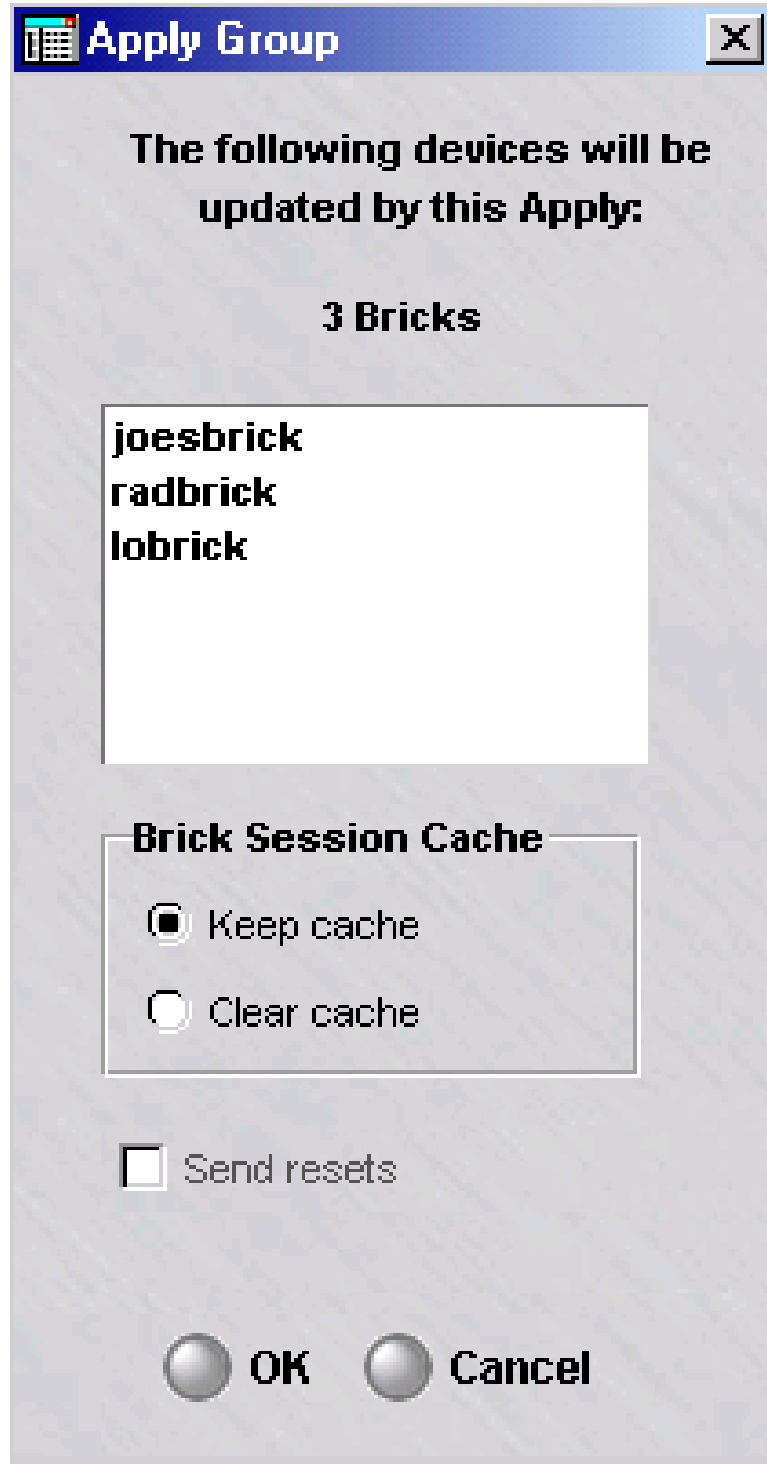 Apply Group
The following devices will be
updated by this Apply:
3 Bricks
joesbrick
radbrick
lobrick
Brick Session Cache
Keep cache
Clear cache
Send resets
OK Cancel